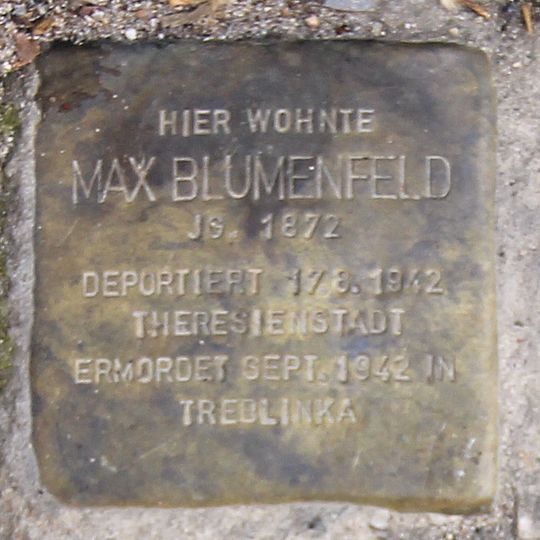 HIER WOHNTE
MAX BLUMENFELD
JG. 1872
DEPORTIERT 17.8.1942
THERESIENSTADT
ERMORDET SEPT. 1942 IN
TREBLINKA